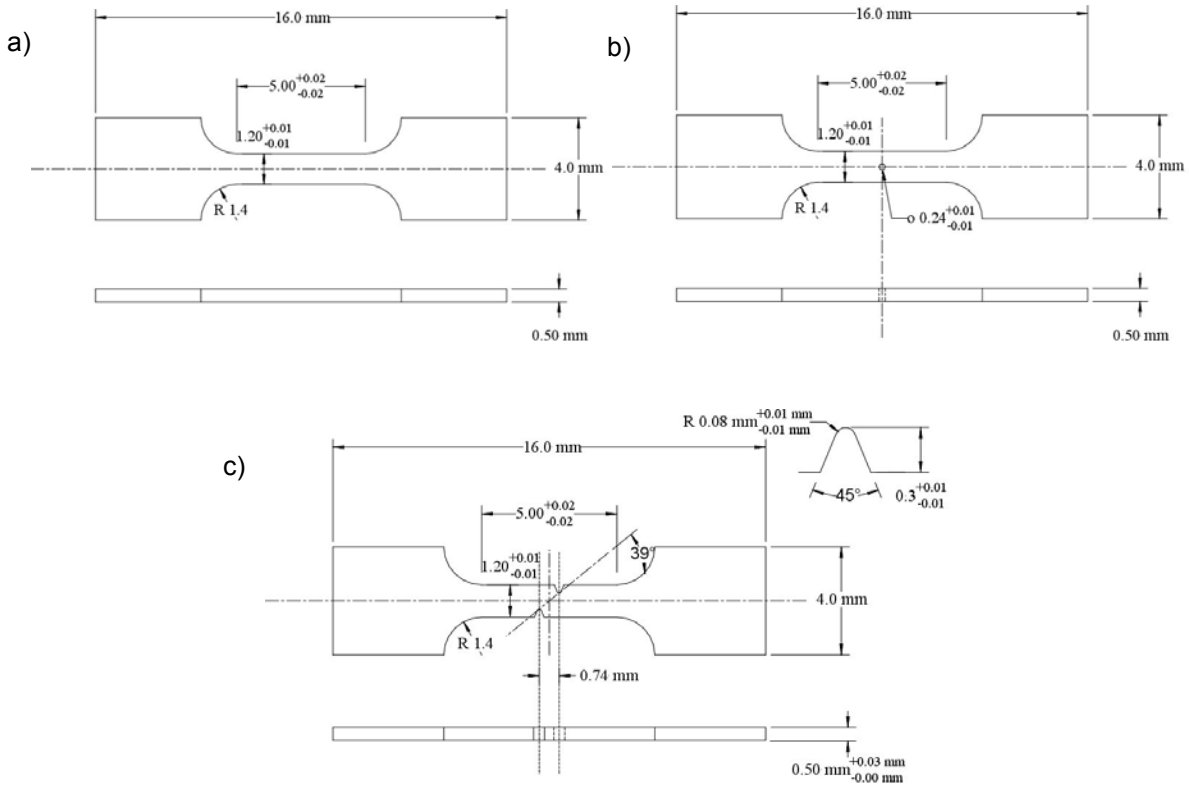 a)
16.0 mm
5.00 +0.02 -0.02
1.20 +0.01 -0.01
4.0 mm
R 1.4
0.50 mm
b)
16.0 mm
5.00 +0.02 -0.02
1.20 +0.01 -0.01
4.0 mm
R 1.4
0.24 +0.01 -0.01
0.50 mm
c)
R 0.08 mm +0.01 mm -0.01 mm
16.0 mm
45°
0.3 +0.01 -0.01
5.00 +0.02 -0.02
39°
1.20 +0.01 -0.01
4.0 mm
R 1.4
0.74 mm
0.50 mm +0.03 mm -0.00 mm